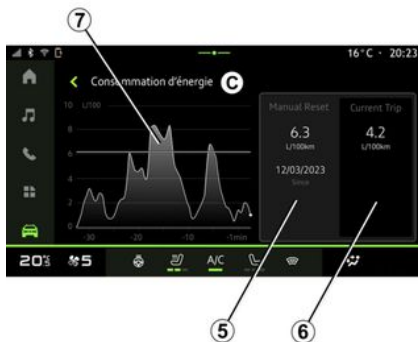 7
16°C · 20:23
Consommation d'énergie
C
10 L/100
8
6
4
2
0
-30 -20 -10 -1min
Manual Reset
6.3
L/100km
12/03/2023
Since
Current Trip
4.2
L/100km
20°5
5
A/C
5
6